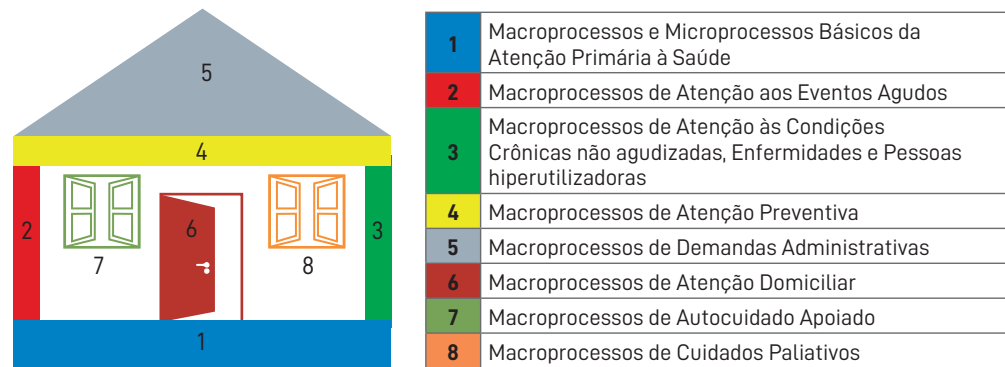 5
4
2
6
3
7
8
1
1
Macroprocessos e Microprocessos Básicos da
Atenção Primária à Saúde
2
Macroprocessos de Atenção aos Eventos Agudos
3
Macroprocessos de Atenção às Condições
Crônicas não agudizadas, Enfermidades e Pessoas
hiperutilizadoras
4
Macroprocessos de Atenção Preventiva
5
Macroprocessos de Demandas Administrativas
6
Macroprocessos de Atenção Domiciliar
7
Macroprocessos de Autocuidado Apoiado
8
Macroprocessos de Cuidados Paliativos